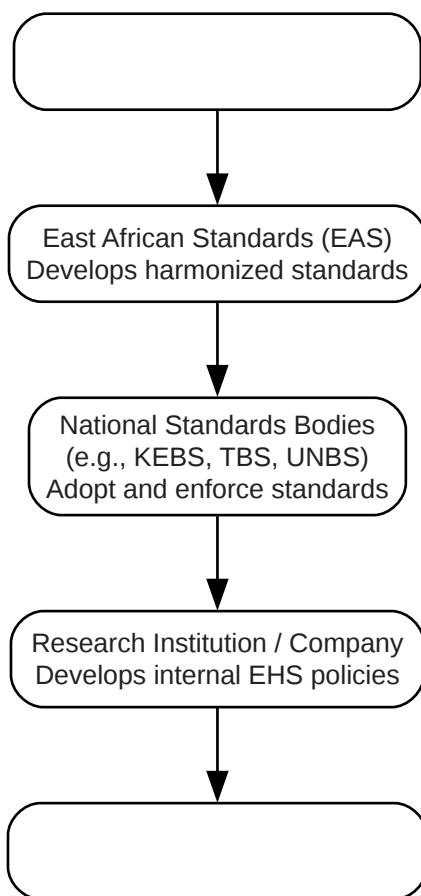 East African Standards (EAS)
Develops harmonized standards
National Standards Bodies
(e.g., KEBS, TBS, UNBS)
Adopt and enforce standards
Research Institution / Company
Develops internal EHS policies